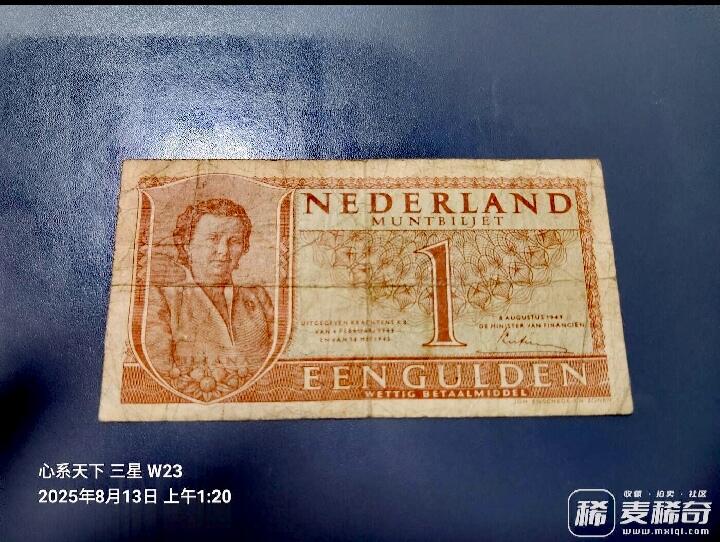 NEDERLAND
MUNTBILJET
1
UITGEGEVEN KRACHTENS K.B.
VAN 4 FEBRUARI 1943
EN VAN 18 MEI 1945
8 AUGUSTUS 1949
DE MINISTER VAN FINANCIËN
EEN GULDEN
WETTIG BETAALMIDDEL
JOH. ENSCHEDÉ EN ZONEN
心系天下 三星 W23
2025年8月13日 上午1:20
稀
收藏·拍卖·社区
麦稀奇
www.mxiqi.com